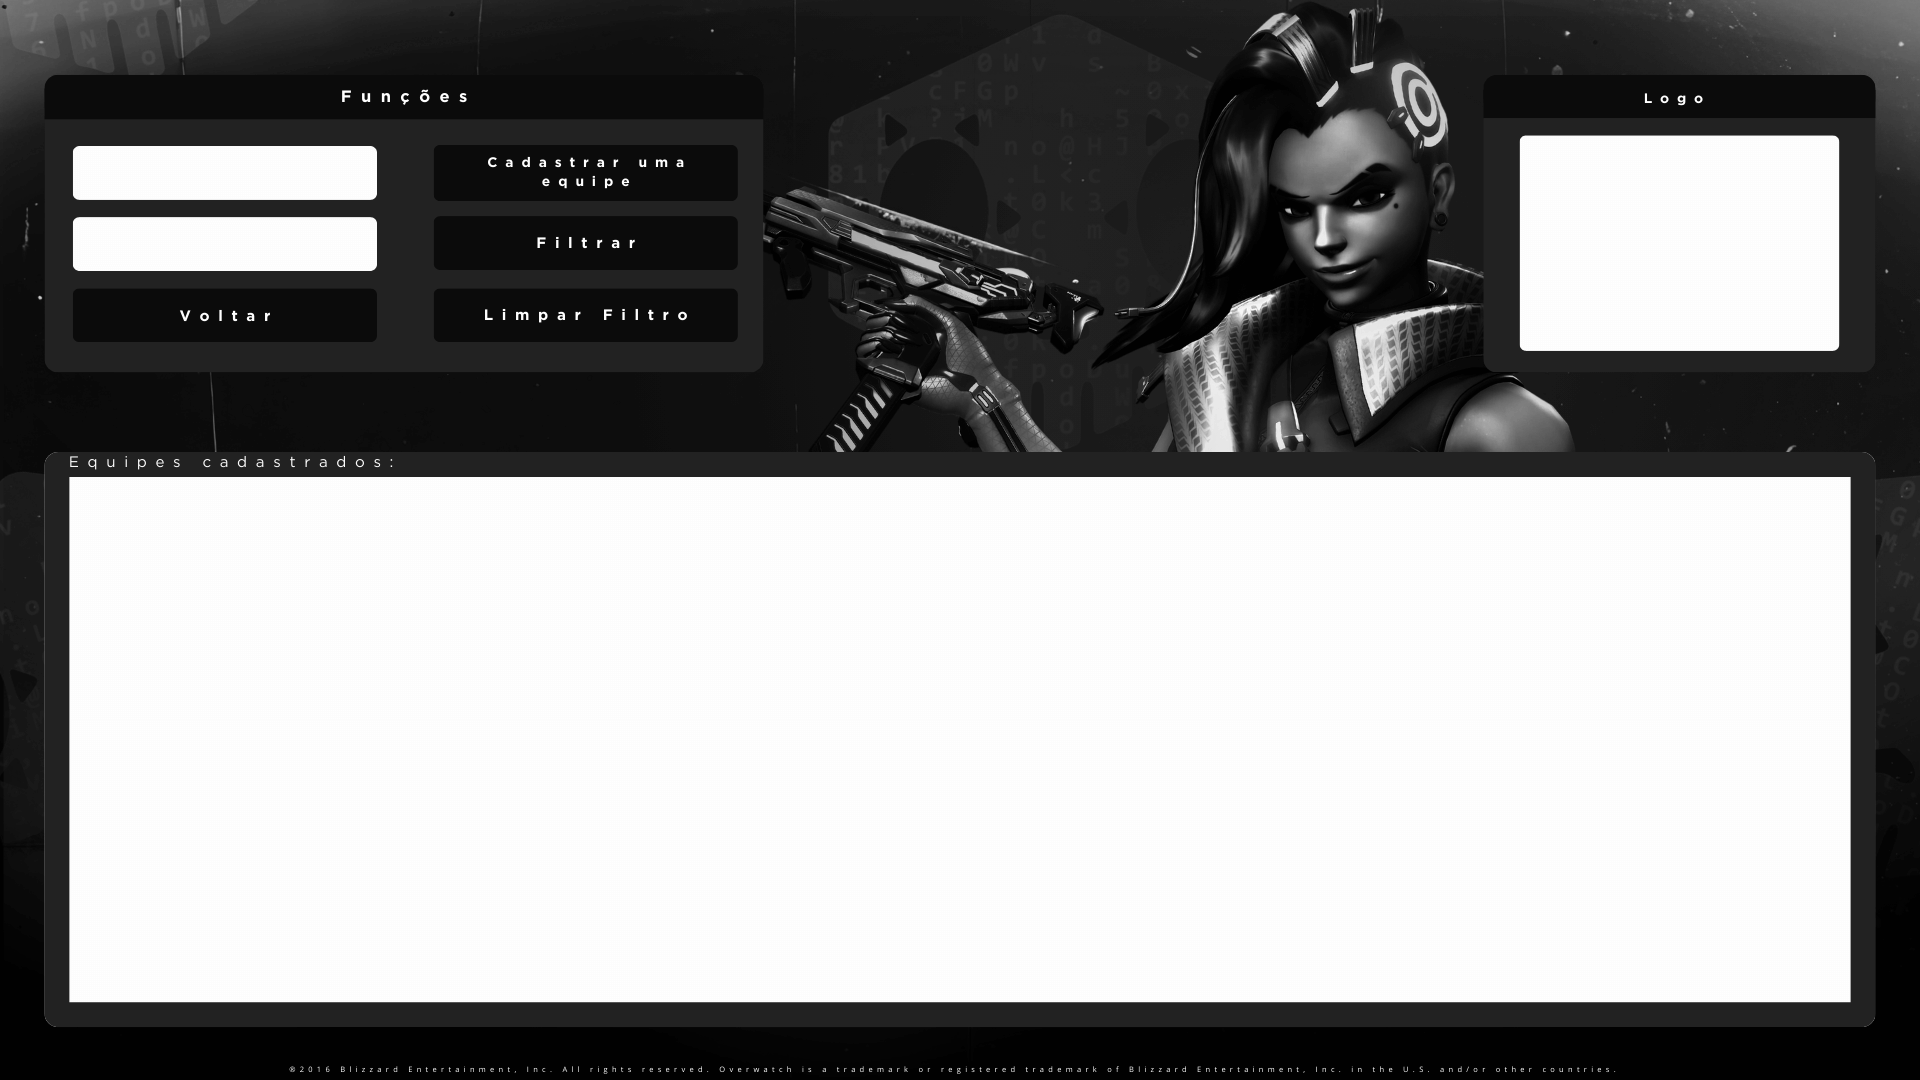 Funções
Logo
Cadastrar uma
equipe
Filtrar
Voltar
Limpar Filtro
Equipes cadastrados:
©2016 Blizzard Entertainment, Inc. All rights reserved. Overwatch is a trademark or registered trademark of Blizzard Entertainment, Inc. in the U.S. and/or other countries.